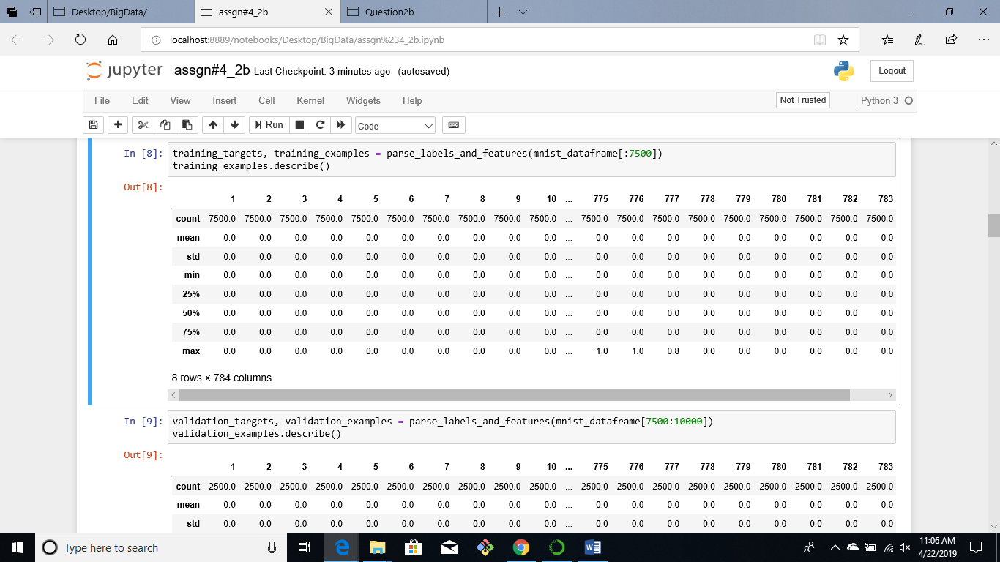 Desktop/BigData/ assgn#4_2b Question2b
localhost:8889/notebooks/Desktop/BigData/assgn%234_2b.ipynb
jupyter assgn#4_2b Last Checkpoint: 3 minutes ago (autosaved) Logout
File Edit View Insert Cell Kernel Widgets Help Not Trusted Python 3
Run Code
In [8]: training_targets, training_examples = parse_labels_and_features(mnist_dataframe[:7500])
training_examples.describe()
Out[8]:
1 2 3 4 5 6 7 8 9 10 ... 775 776 777 778 779 780 781 782 783
count 7500.0 7500.0 7500.0 7500.0 7500.0 7500.0 7500.0 7500.0 7500.0 7500.0 ... 7500.0 7500.0 7500.0 7500.0 7500.0 7500.0 7500.0 7500.0 7500.0
mean 0.0 0.0 0.0 0.0 0.0 0.0 0.0 0.0 0.0 0.0 ... 0.0 0.0 0.0 0.0 0.0 0.0 0.0 0.0 0.0
std 0.0 0.0 0.0 0.0 0.0 0.0 0.0 0.0 0.0 0.0 ... 0.0 0.0 0.0 0.0 0.0 0.0 0.0 0.0 0.0
min 0.0 0.0 0.0 0.0 0.0 0.0 0.0 0.0 0.0 0.0 ... 0.0 0.0 0.0 0.0 0.0 0.0 0.0 0.0 0.0
25% 0.0 0.0 0.0 0.0 0.0 0.0 0.0 0.0 0.0 0.0 ... 0.0 0.0 0.0 0.0 0.0 0.0 0.0 0.0 0.0
50% 0.0 0.0 0.0 0.0 0.0 0.0 0.0 0.0 0.0 0.0 ... 0.0 0.0 0.0 0.0 0.0 0.0 0.0 0.0 0.0
75% 0.0 0.0 0.0 0.0 0.0 0.0 0.0 0.0 0.0 0.0 ... 0.0 0.0 0.0 0.0 0.0 0.0 0.0 0.0 0.0
max 0.0 0.0 0.0 0.0 0.0 0.0 0.0 0.0 0.0 0.0 ... 1.0 1.0 0.8 0.0 0.0 0.0 0.0 0.0 0.0
8 rows × 784 columns
In [9]: validation_targets, validation_examples = parse_labels_and_features(mnist_dataframe[7500:10000])
validation_examples.describe()
Out[9]:
1 2 3 4 5 6 7 8 9 10 ... 775 776 777 778 779 780 781 782 783
count 2500.0 2500.0 2500.0 2500.0 2500.0 2500.0 2500.0 2500.0 2500.0 2500.0 ... 2500.0 2500.0 2500.0 2500.0 2500.0 2500.0 2500.0 2500.0 2500.0
mean 0.0 0.0 0.0 0.0 0.0 0.0 0.0 0.0 0.0 0.0 ... 0.0 0.0 0.0 0.0 0.0 0.0 0.0 0.0 0.0
std 0.0 0.0 0.0 0.0 0.0 0.0 0.0 0.0 0.0 0.0 ... 0.0 0.0 0.0 0.0 0.0 0.0 0.0 0.0 0.0
Type here to search
11:06 AM
4/22/2019